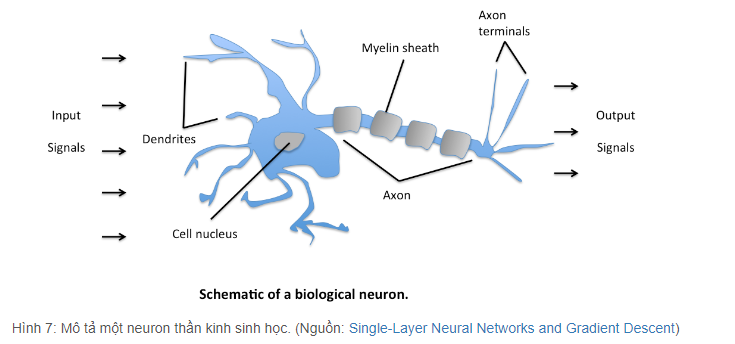 Axon
terminals
Myelin sheath
Input
Signals
Dendrites
Output
Signals
Axon
Cell nucleus
Schematic of a biological neuron.
Hình 7: Mô tả một neuron thần kinh sinh học. (Nguồn: Single-Layer Neural Networks and Gradient Descent)